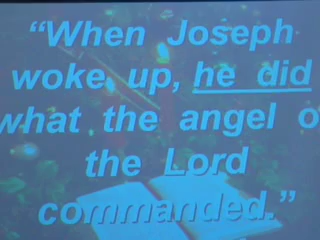 “When Joseph
woke up, he did
what the angel o
the Lord
commanded.”